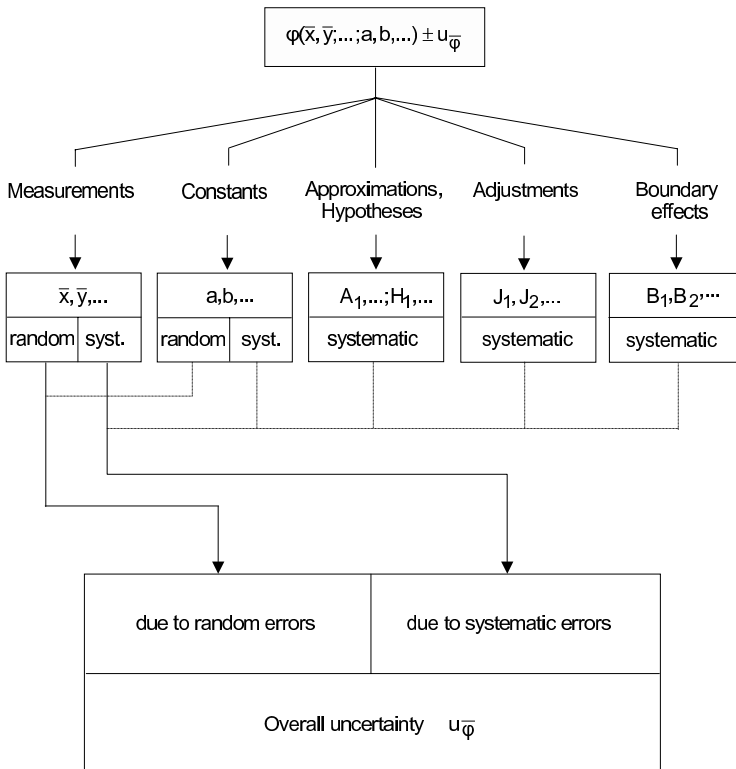 φ(x̄, ȳ;...;a,b,...) ± u_φ̄
Measurements
Constants
Approximations,
Hypotheses
Adjustments
Boundary
effects
x̄, ȳ,...
a,b,...
A₁,...;H₁,...
J₁, J₂,...
B₁,B₂,...
random
syst.
random
syst.
systematic
systematic
systematic
due to random errors
due to systematic errors
Overall uncertainty u_φ̄